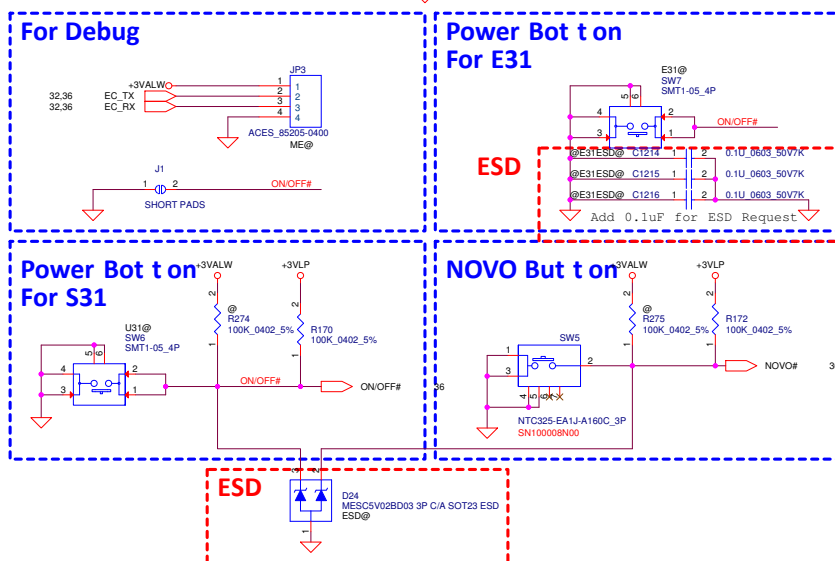 For Debug
JP3
+3VALW
1
1
32,36
EC_TX
2
2
32,36
EC_RX
3
3
4
4
ACES_85205-0400
ME@
J1
1
2
ON/OFF#
SHORT PADS
Power Bot t on
For E31
E31@
SW7
SMT1-05_4P
5
6
4
2
3
1
ON/OFF#
ESD
@E31ESD@
C1214
1
2
0.1U_0603_50V7K
@E31ESD@
C1215
1
2
0.1U_0603_50V7K
@E31ESD@
C1216
1
2
0.1U_0603_50V7K
Add 0.1uF for ESD Request
Power Bot t on
For S31
+3VALW
+3VLP
2
@
R274
100K_0402_5%
1
2
R170
100K_0402_5%
1
U31@
SW6
SMT1-05_4P
5
6
4
2
3
1
ON/OFF#
ON/OFF#
36
NOVO But t on
+3VALW
+3VLP
2
@
R275
100K_0402_5%
1
2
R172
100K_0402_5%
1
SW5
1
3
2
4
5
6
NOVO#
NTC325-EA1J-A160C_3P
SN100008N00
ESD
3
2
D24
MESC5V02BD03 3P C/A SOT23 ESD
ESD@
1